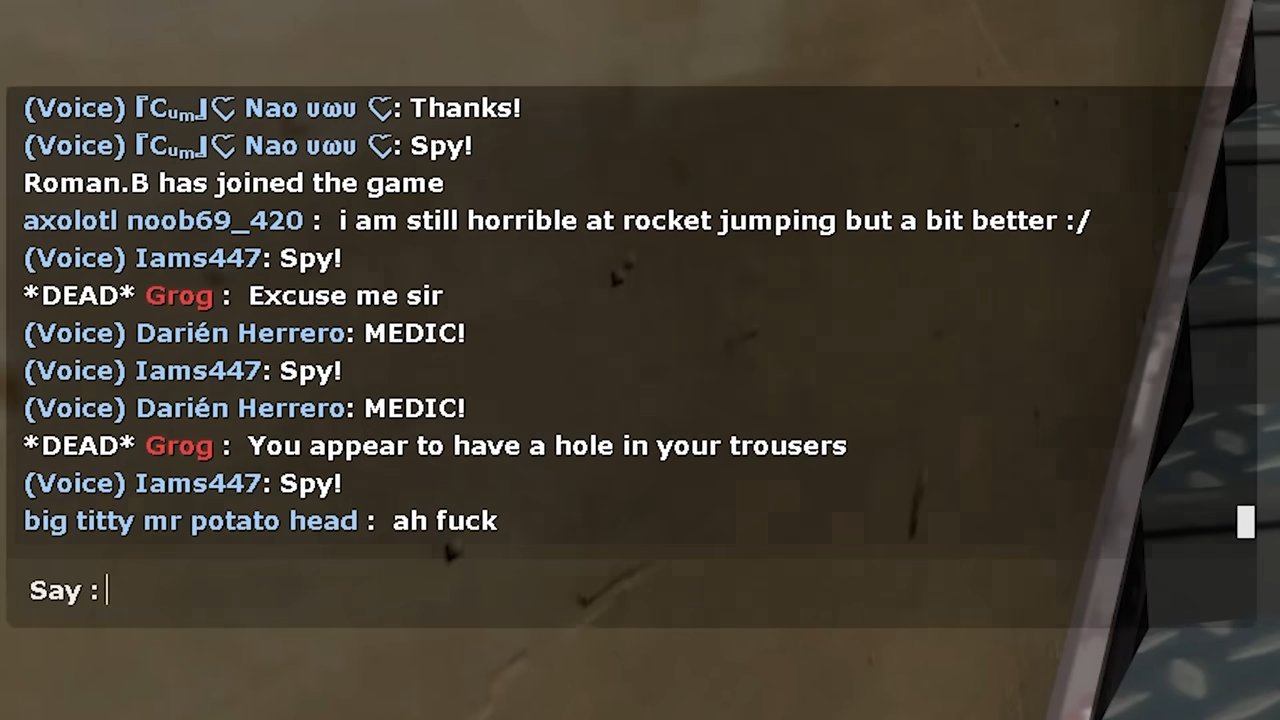 (Voice) 『Cᵤₘ』♡ Nao υωυ ♡: Thanks!
(Voice) 『Cᵤₘ』♡ Nao υωυ ♡: Spy!
Roman.B has joined the game
axolotl noob69_420 :  i am still horrible at rocket jumping but a bit better :/
(Voice) Iams447: Spy!
*DEAD* Grog :  Excuse me sir
(Voice) Darién Herrero: MEDIC!
(Voice) Iams447: Spy!
(Voice) Darién Herrero: MEDIC!
*DEAD* Grog :  You appear to have a hole in your trousers
(Voice) Iams447: Spy!
big titty mr potato head :  ah fuck
Say :